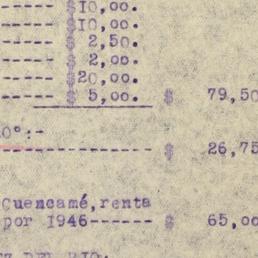 ----- $10,00.
----- $10,00.
----- $ 2,50.
----- $ 2,00.
----- $20,00.
----- $ 5,00. $ 79,50
0°:-
--------------- $ 26,75
Cuencamé, renta
por 1946------ $ 65,00